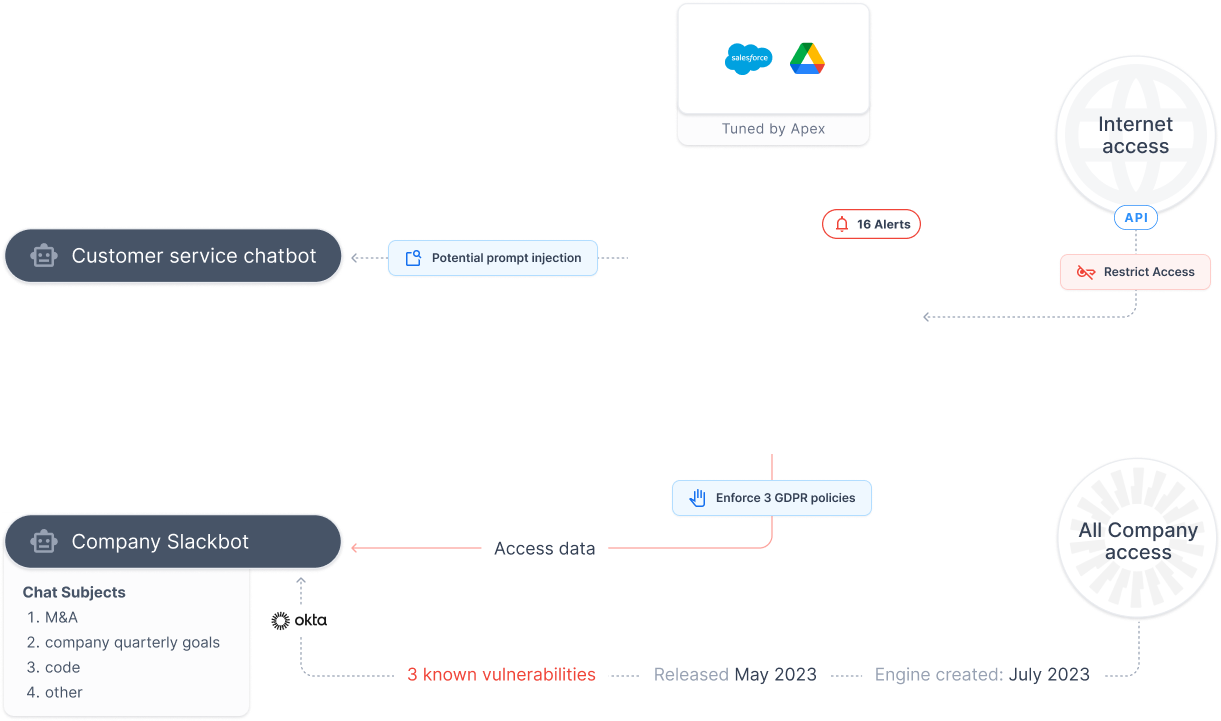 salesforce
Tuned by Apex
Internet
access
API
16 Alerts
Restrict Access
Customer service chatbot
Potential prompt injection
Enforce 3 GDPR policies
Access data
All Company
access
Company Slackbot
Chat Subjects
1. M&A
2. company quarterly goals
3. code
4. other
okta
3 known vulnerabilities
Released May 2023
Engine created: July 2023